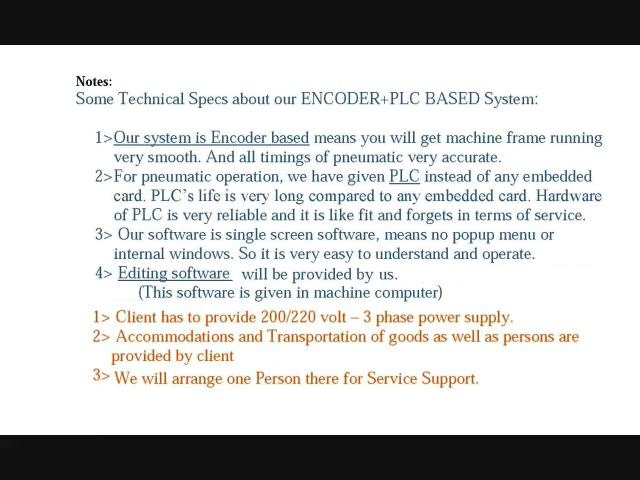 Notes:
Some Technical Specs about our ENCODER+PLC BASED System:
1>Our system is Encoder based means you will get machine frame running
very smooth. And all timings of pneumatic very accurate.
2>For pneumatic operation, we have given PLC instead of any embedded
card. PLC's life is very long compared to any embedded card. Hardware
of PLC is very reliable and it is like fit and forgets in terms of service.
3> Our software is single screen software, means no popup menu or
internal windows. So it is very easy to understand and operate.
4> Editing software will be provided by us.
(This software is given in machine computer)
1> Client has to provide 200/220 volt – 3 phase power supply.
2> Accommodations and Transportation of goods as well as persons are
provided by client
3> We will arrange one Person there for Service Support.